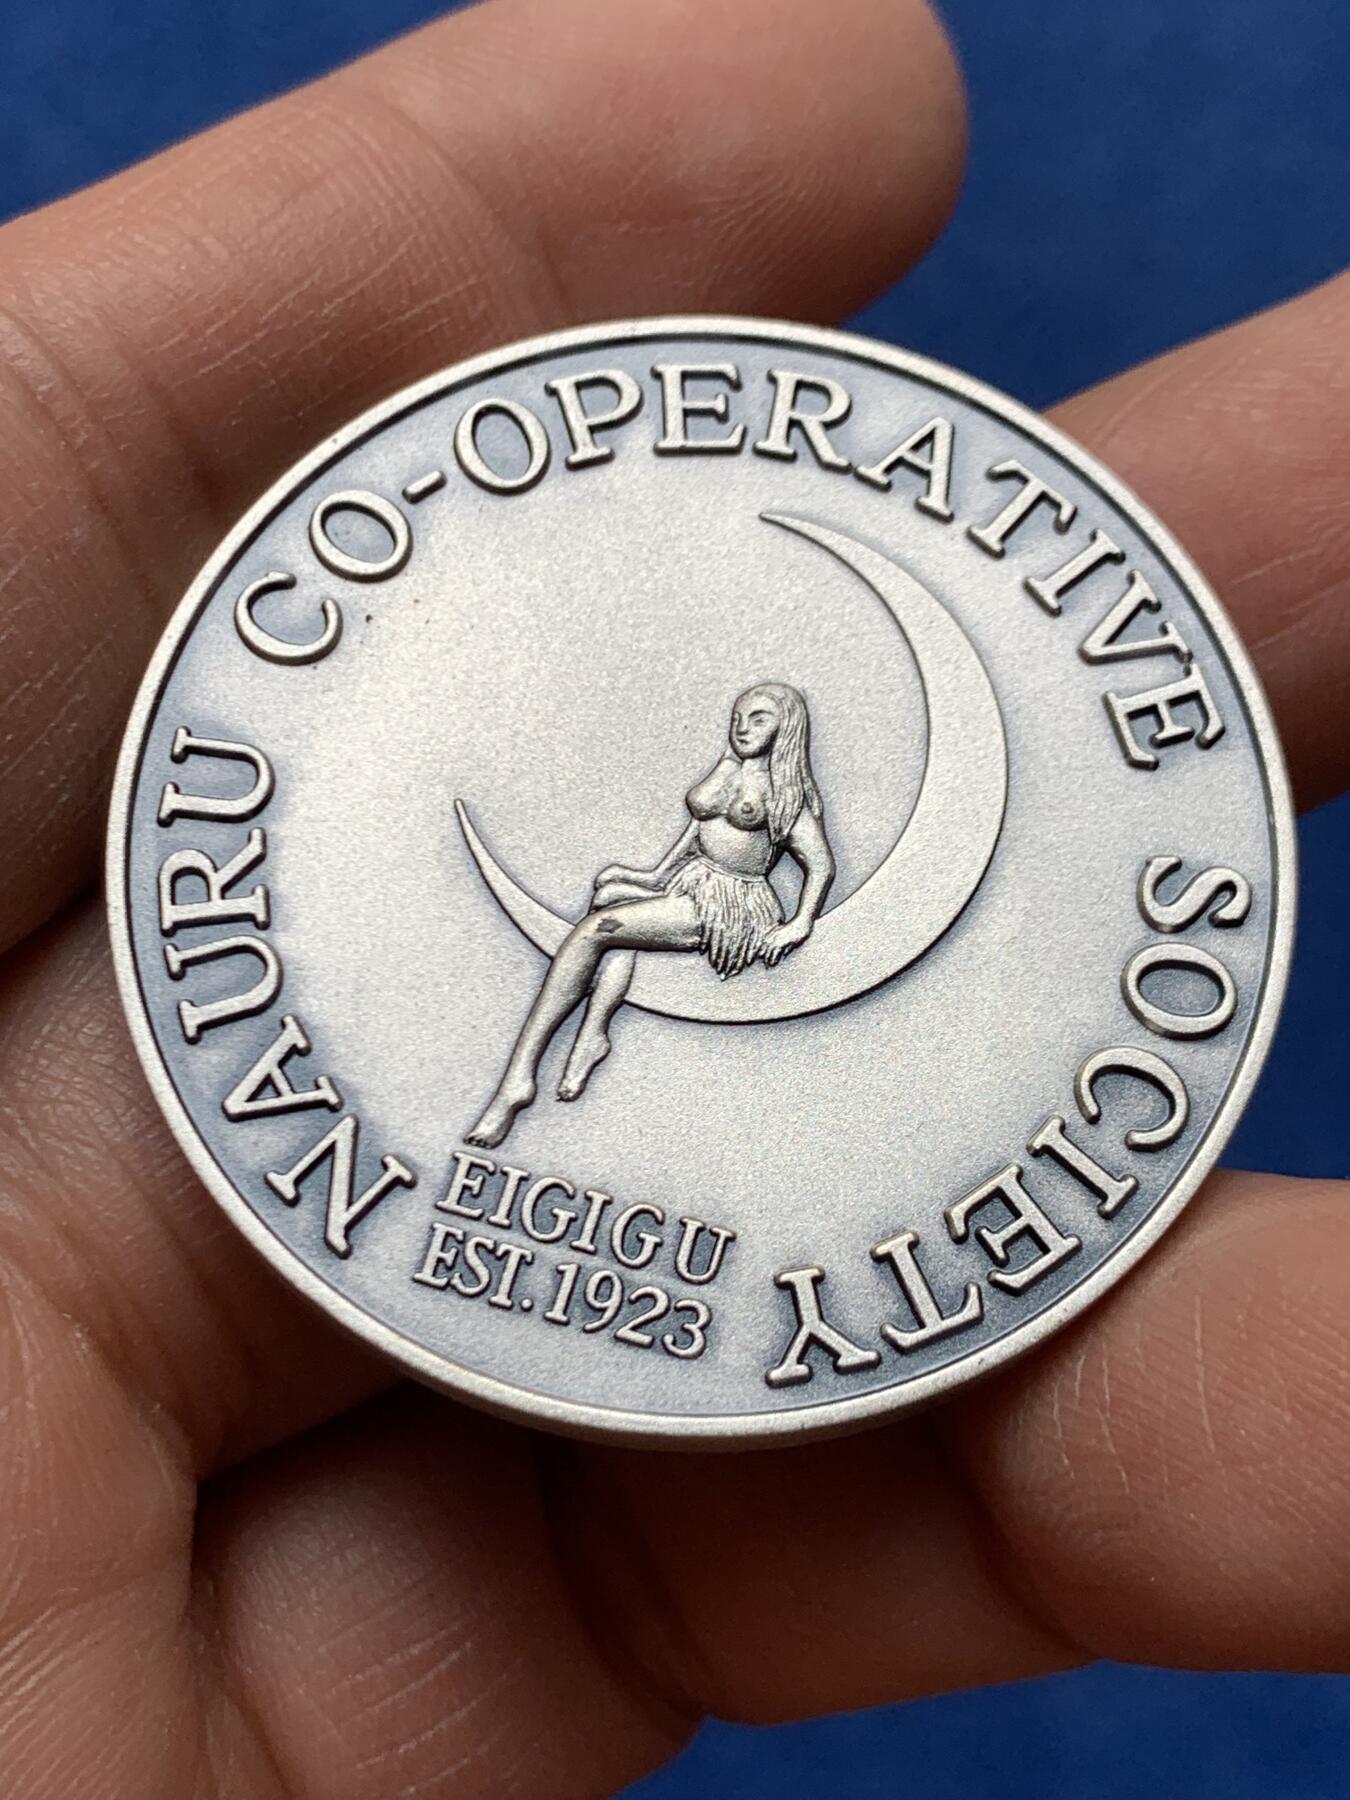 NAURU CO-OPERATIVE SOCIETY
EIGIGU
EST. 1923